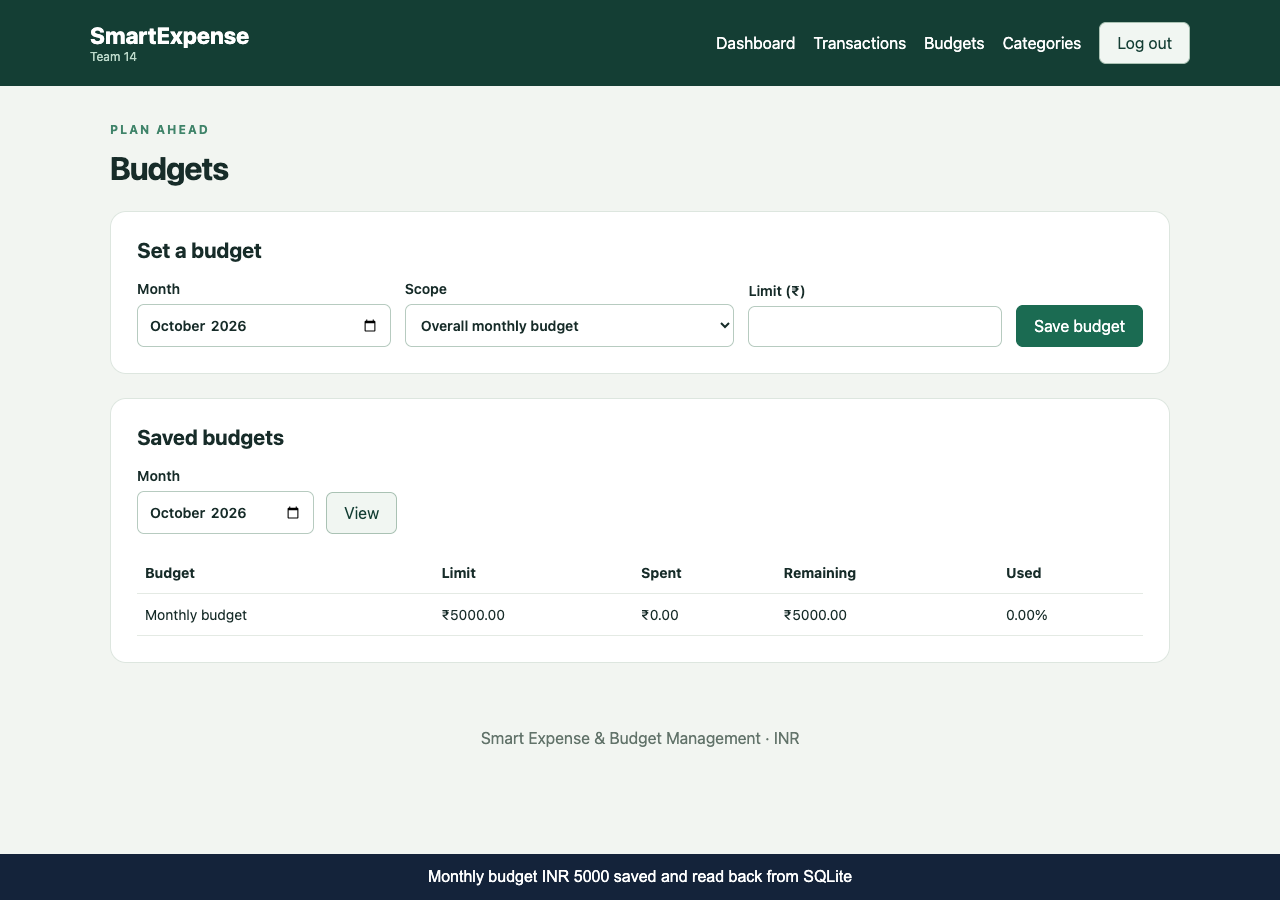 SmartExpense
Team 14
Dashboard Transactions Budgets Categories Log out
PLAN AHEAD
Budgets
Set a budget
Month Scope Limit (₹)
October 2026 Overall monthly budget Save budget
Saved budgets
Month
October 2026 View
Budget Limit Spent Remaining Used
Monthly budget ₹5000.00 ₹0.00 ₹5000.00 0.00%
Smart Expense & Budget Management · INR
Monthly budget INR 5000 saved and read back from SQLite